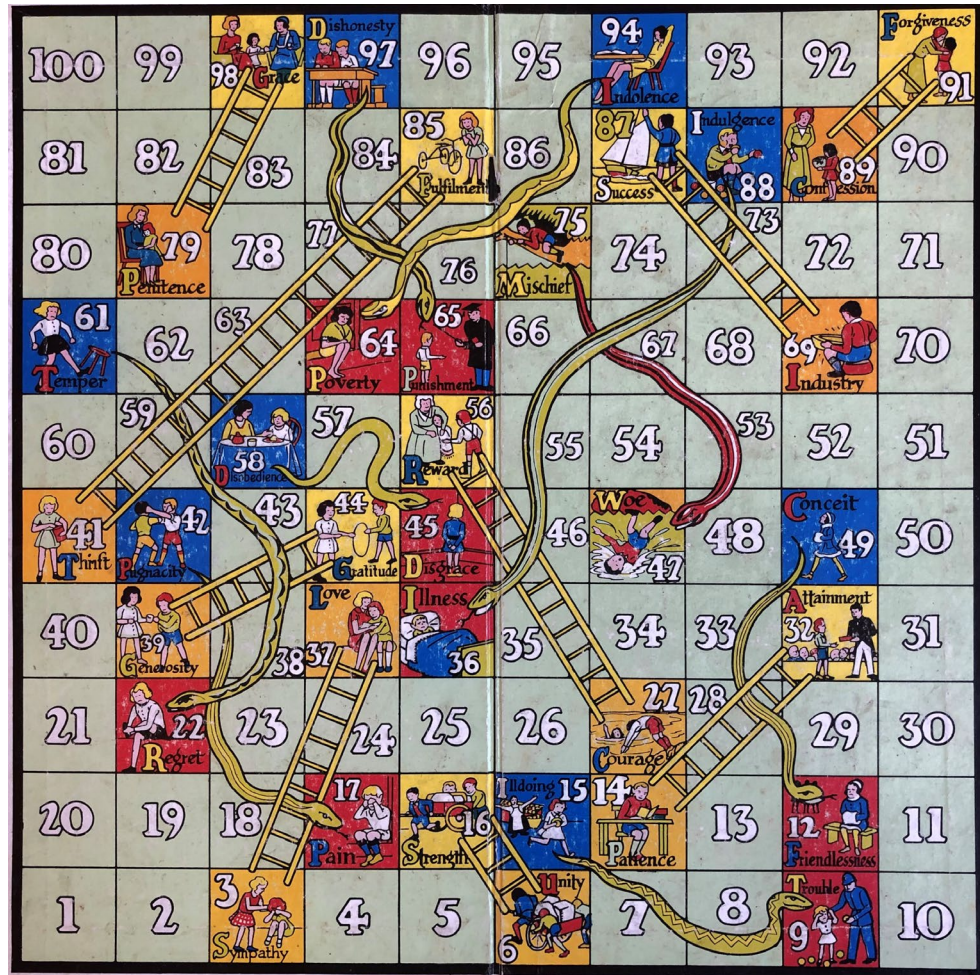 100
99
98
Grace
Dishonesty
97
96
95
94
Indolence
93
92
Forgiveness
91
81
82
83
84
85
Fulfilment
86
87
Success
Indulgence
88
89
Confession
90
80
79
Penitence
78
77
76
75
Mischief
74
73
72
71
61
Temper
62
63
64
Poverty
65
Punishment
66
67
68
69
Industry
70
60
59
58
Disobedience
57
56
Reward
55
54
53
52
51
41
Thrift
42
Pugnacity
43
44
Gratitude
45
Disgrace
46
Woe
47
48
Conceit
49
50
40
39
Generosity
38
Love
37
Illness
36
35
34
33
Attainment
32
31
21
22
Regret
23
24
25
26
27
Courage
28
29
30
20
19
18
17
Pain
16
Strength
Illdoing
15
14
Patience
13
12
Friendlessness
11
1
2
3
Sympathy
4
5
Unity
6
7
8
Trouble
9
10